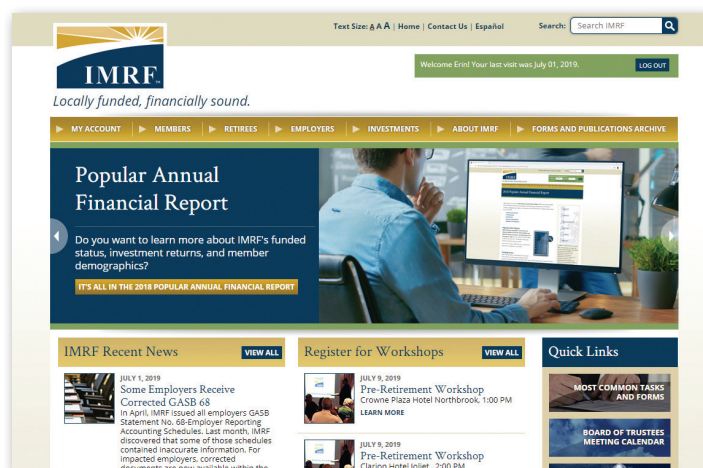 Text Size: A A A | Home | Contact Us | Español
Search: Search IMRF
IMRF
Welcome Erin! Your last visit was July 01, 2019.
LOG OUT
Locally funded, financially sound.
MY ACCOUNT MEMBERS RETIREES EMPLOYERS INVESTMENTS ABOUT IMRF FORMS AND PUBLICATIONS ARCHIVE
Popular Annual
Financial Report
Do you want to learn more about IMRF's funded
status, investment returns, and member
demographics?
IT'S ALL IN THE 2018 POPULAR ANNUAL FINANCIAL REPORT
IMRF
IMRF Recent News
VIEW ALL
JULY 1, 2019
Some Employers Receive
Corrected GASB 68
In April, IMRF issued all employers GASB
Statement No. 68-Employer Reporting
Accounting Schedules. Last month, IMRF
discovered that some of those schedules
contained inaccurate information. For
impacted employers, corrected
documents are now available within the
Register for Workshops
VIEW ALL
JULY 9, 2019
Pre-Retirement Workshop
Crowne Plaza Hotel Northbrook, 1:00 PM
LEARN MORE
JULY 9, 2019
Pre-Retirement Workshop
Clarion Hotel Joliet, 2:00 PM
Quick Links
MOST COMMON TASKS
AND FORMS
BOARD OF TRUSTEES
MEETING CALENDAR